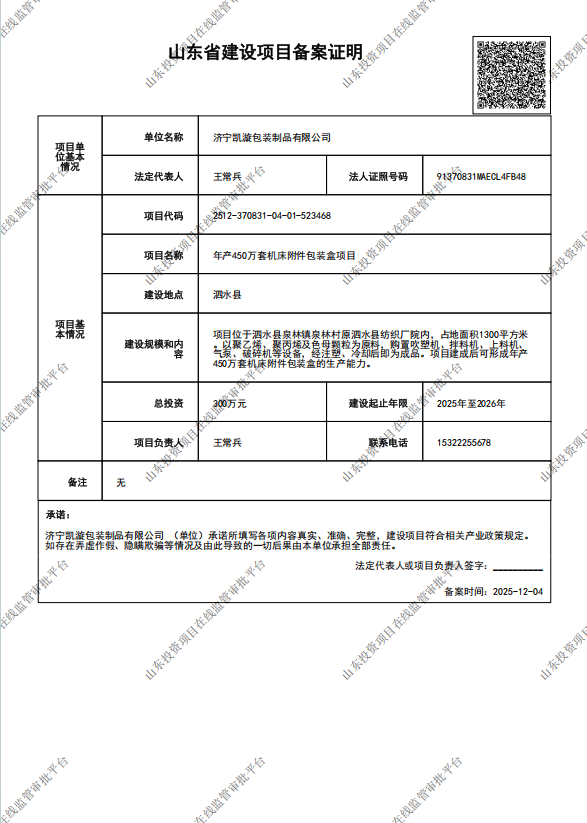 山东省建设项目备案证明
项目单位基本情况
单位名称
济宁凯漩包装制品有限公司
法定代表人
王常兵
法人证照号码
91370831MAECL4FB48
项目基本情况
项目代码
2512-370831-04-01-523468
项目名称
年产450万套机床附件包装盒项目
建设地点
泗水县
建设规模和内容
项目位于泗水县泉林镇泉林村原泗水县纺织厂院内，占地面积1300平方米
。以聚乙烯、聚丙烯及色母颗粒为原料，购置吹塑机、拌料机、上料机、
气泵、破碎机等设备，经注塑、冷却后即为成品。项目建成后可形成年产
450万套机床附件包装盒的生产能力。
总投资
300万元
建设起止年限
2025年至2026年
项目负责人
王常兵
联系电话
15322255678
备注
无
承诺：
济宁凯漩包装制品有限公司 （单位）承诺所填写各项内容真实、准确、完整，建设项目符合相关产业政策规定。
如存在弄虚作假、隐瞒欺骗等情况及由此导致的一切后果由本单位承担全部责任。
法定代表人或项目负责人签字：__________
备案时间：2025-12-04
山东投资项目在线监管审批平台